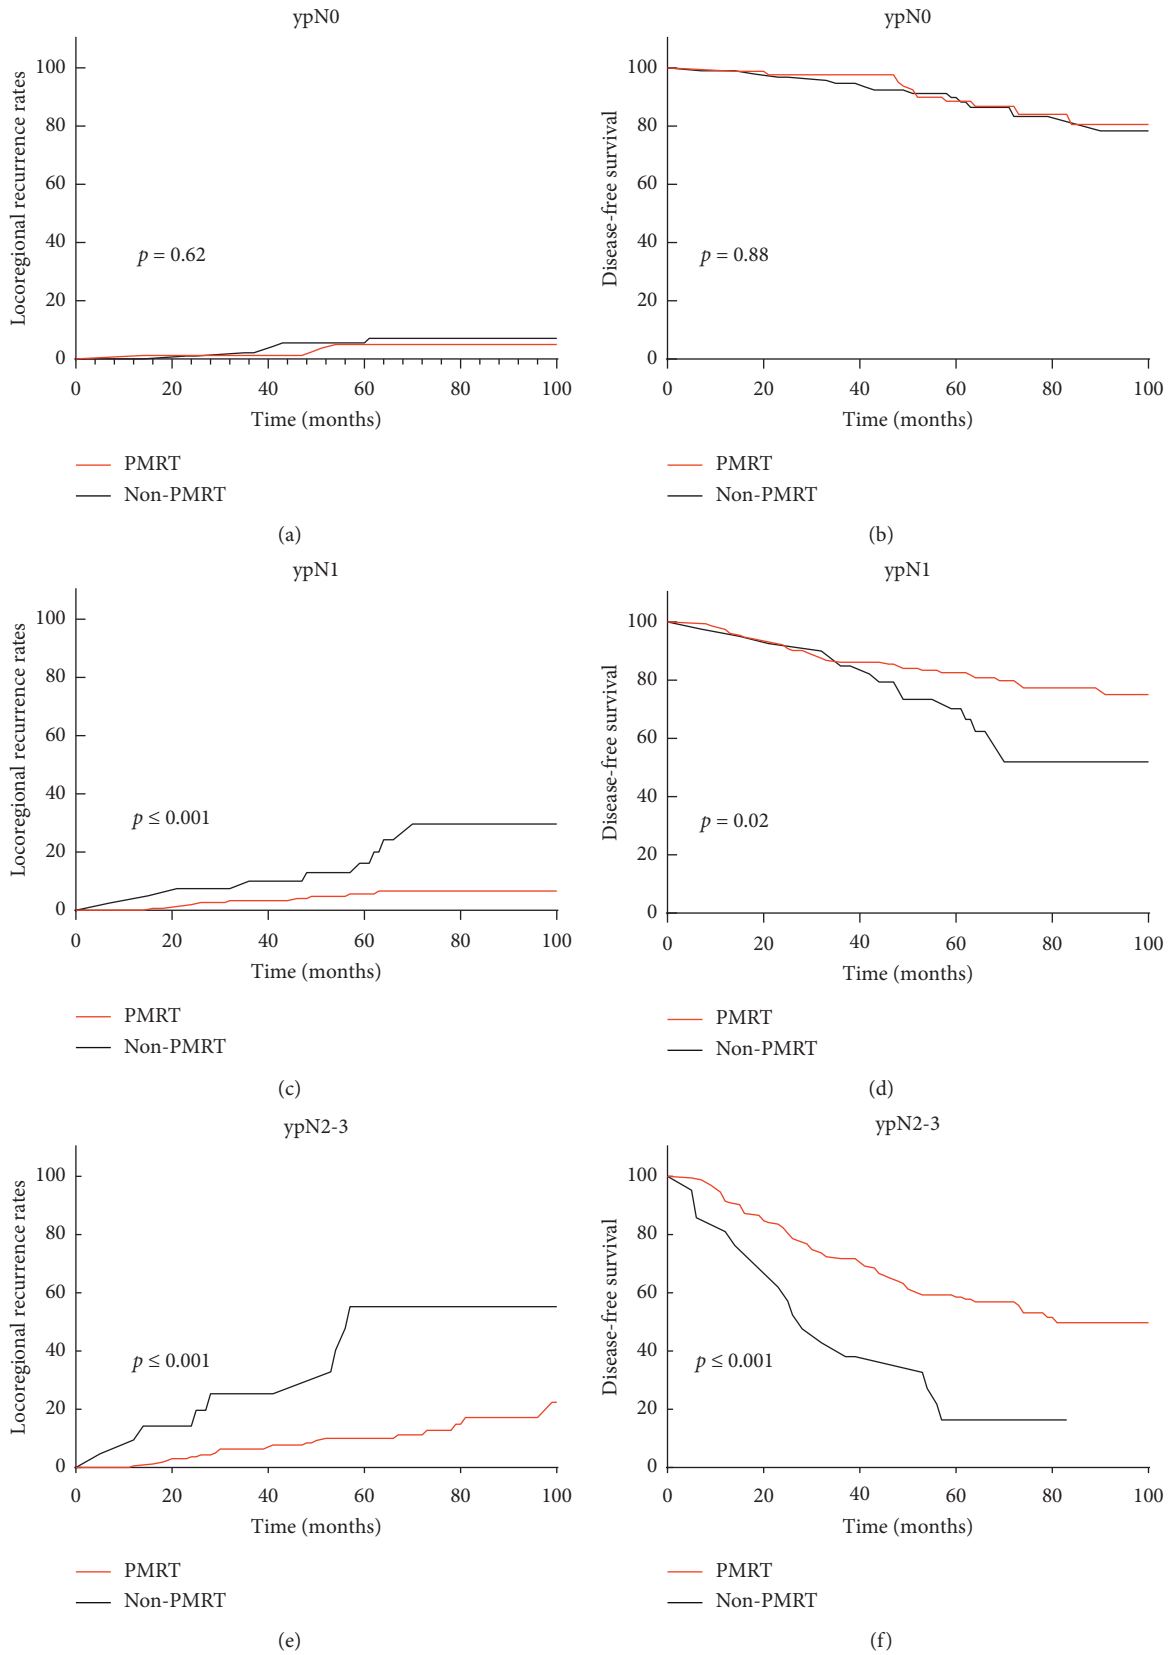 ypN0
Locoregional recurrence rates
100
80
60
40
20
0
p = 0.62
0 20 40 60 80 100
Time (months)
PMRT
Non-PMRT
(a)
ypN0
Disease-free survival
100
80
60
40
20
0
p = 0.88
0 20 40 60 80 100
Time (months)
PMRT
Non-PMRT
(b)
ypN1
Locoregional recurrence rates
100
80
60
40
20
0
p ≤ 0.001
0 20 40 60 80 100
Time (months)
PMRT
Non-PMRT
(c)
ypN1
Disease-free survival
100
80
60
40
20
0
p = 0.02
0 20 40 60 80 100
Time (months)
PMRT
Non-PMRT
(d)
ypN2-3
Locoregional recurrence rates
100
80
60
40
20
0
p ≤ 0.001
0 20 40 60 80 100
Time (months)
PMRT
Non-PMRT
(e)
ypN2-3
Disease-free survival
100
80
60
40
20
0
p ≤ 0.001
0 20 40 60 80 100
Time (months)
PMRT
Non-PMRT
(f)